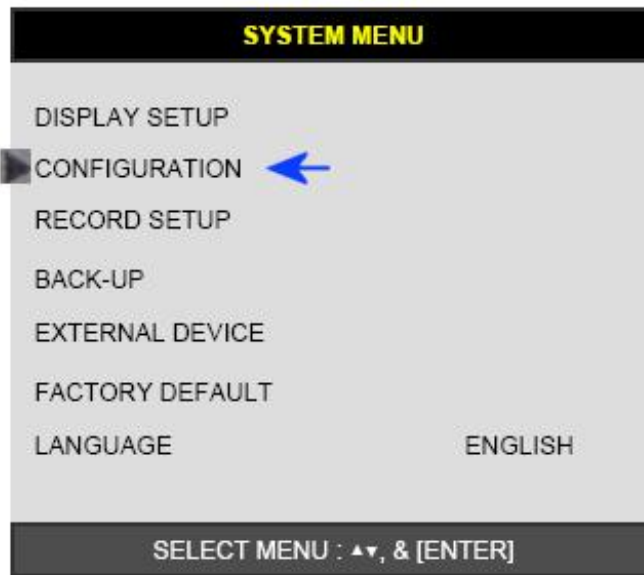 SYSTEM MENU
DISPLAY SETUP
CONFIGURATION
RECORD SETUP
BACK-UP
EXTERNAL DEVICE
FACTORY DEFAULT
LANGUAGE ENGLISH
SELECT MENU : ▲▼, & [ENTER]